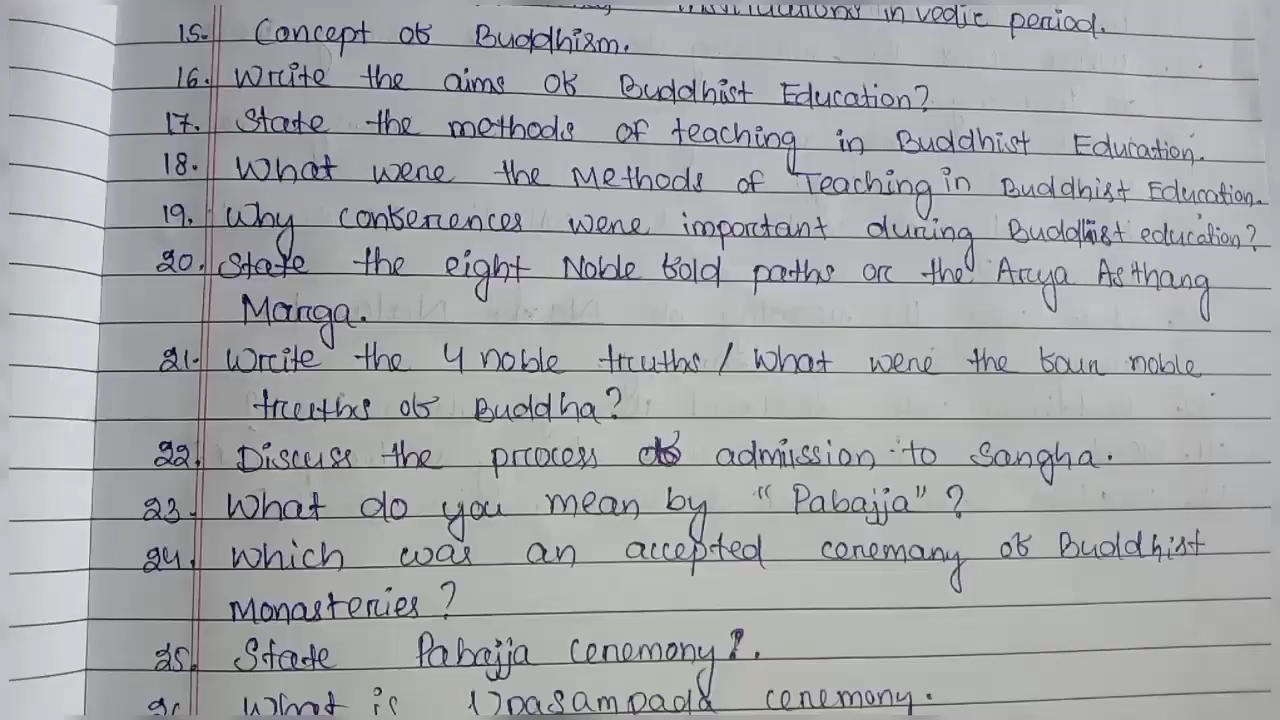 in vedic period.
15. Concept of Buddhism.
16. Write the aims of Buddhist Education?
17. State the methods of teaching in Buddhist Education.
18. What were the Methods of Teaching in Buddhist Education.
19. Why conferences were important during Buddhist education?
20. State the eight Noble fold paths or the Arya Asthang
Marga.
21. Write the 4 noble truths / What were the four noble
truths of Buddha?
22. Discuss the process of admission to Sangha.
23. What do you mean by "Pabajja"?
24. Which was an accepted ceremany of Buddhist
Monasteries?
25. State Pabajja ceremony?.
What is Upasampada ceremony.